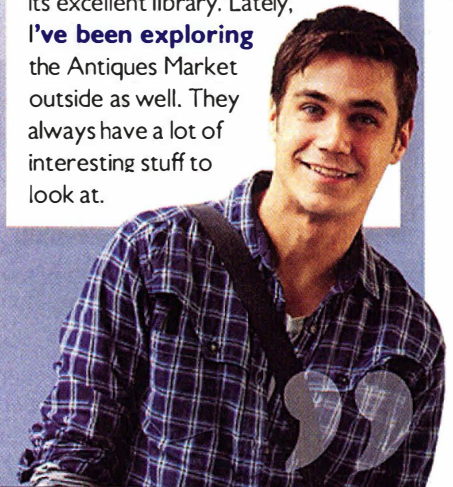 its excellent library. Lately,
I've been exploring
the Antiques Market
outside as well. They
always have a lot of
interesting stuff to
look at.
”